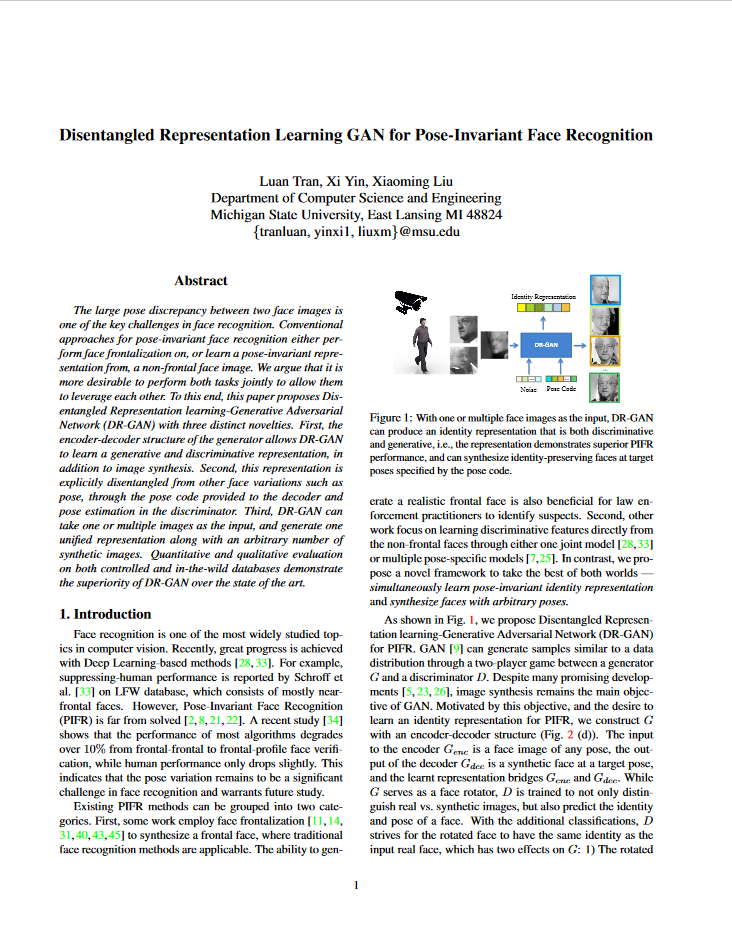 Disentangled Representation Learning GAN for Pose-Invariant Face Recognition
Luan Tran, Xi Yin, Xiaoming Liu
Department of Computer Science and Engineering
Michigan State University, East Lansing MI 48824
{tranluan, yinxi1, liuxm}@msu.edu
Abstract
The large pose discrepancy between two face images is
one of the key challenges in face recognition. Conventional
approaches for pose-invariant face recognition either per-
form face frontalization on, or learn a pose-invariant repre-
sentation from, a non-frontal face image. We argue that it is
more desirable to perform both tasks jointly to allow them
to leverage each other. To this end, this paper proposes Dis-
entangled Representation learning-Generative Adversarial
Network (DR-GAN) with three distinct novelties. First, the
encoder-decoder structure of the generator allows DR-GAN
to learn a generative and discriminative representation, in
addition to image synthesis. Second, this representation is
explicitly disentangled from other face variations such as
pose, through the pose code provided to the decoder and
pose estimation in the discriminator. Third, DR-GAN can
take one or multiple images as the input, and generate one
unified representation along with an arbitrary number of
synthetic images. Quantitative and qualitative evaluation
on both controlled and in-the-wild databases demonstrate
the superiority of DR-GAN over the state of the art.
1. Introduction
Face recognition is one of the most widely studied top-
ics in computer vision. Recently, great progress is achieved
with Deep Learning-based methods [28, 33]. For example,
suppressing-human performance is reported by Schroff et
al. [33] on LFW database, which consists of mostly near-
frontal faces. However, Pose-Invariant Face Recognition
(PIFR) is far from solved [2,8,21,22]. A recent study [34]
shows that the performance of most algorithms degrades
over 10% from frontal-frontal to frontal-profile face verifi-
cation, while human performance only drops slightly. This
indicates that the pose variation remains to be a significant
challenge in face recognition and warrants future study.
Existing PIFR methods can be grouped into two cate-
gories. First, some work employ face frontalization [11,14,
31,40,43,45] to synthesize a frontal face, where traditional
face recognition methods are applicable. The ability to gen-
Identity Representation
DR-GAN
...
Noise
Pose Code
Figure 1: With one or multiple face images as the input, DR-GAN
can produce an identity representation that is both discriminative
and generative, i.e., the representation demonstrates superior PIFR
performance, and can synthesize identity-preserving faces at target
poses specified by the pose code.
erate a realistic frontal face is also beneficial for law en-
forcement practitioners to identify suspects. Second, other
work focus on learning discriminative features directly from
the non-frontal faces through either one joint model [28,33]
or multiple pose-specific models [7,25]. In contrast, we pro-
pose a novel framework to take the best of both worlds —
simultaneously learn pose-invariant identity representation
and synthesize faces with arbitrary poses.
As shown in Fig. 1, we propose Disentangled Represen-
tation learning-Generative Adversarial Network (DR-GAN)
for PIFR. GAN [9] can generate samples similar to a data
distribution through a two-player game between a generator
G and a discriminator D. Despite many promising develop-
ments [5, 23, 26], image synthesis remains the main objec-
tive of GAN. Motivated by this objective, and the desire to
learn an identity representation for PIFR, we construct G
with an encoder-decoder structure (Fig. 2 (d)). The input
to the encoder Genc is a face image of any pose, the out-
put of the decoder Gdec is a synthetic face at a target pose,
and the learnt representation bridges Genc and Gdec. While
G serves as a face rotator, D is trained to not only distin-
guish real vs. synthetic images, but also predict the identity
and pose of a face. With the additional classifications, D
strives for the rotated face to have the same identity as the
input real face, which has two effects on G: 1) The rotated
1